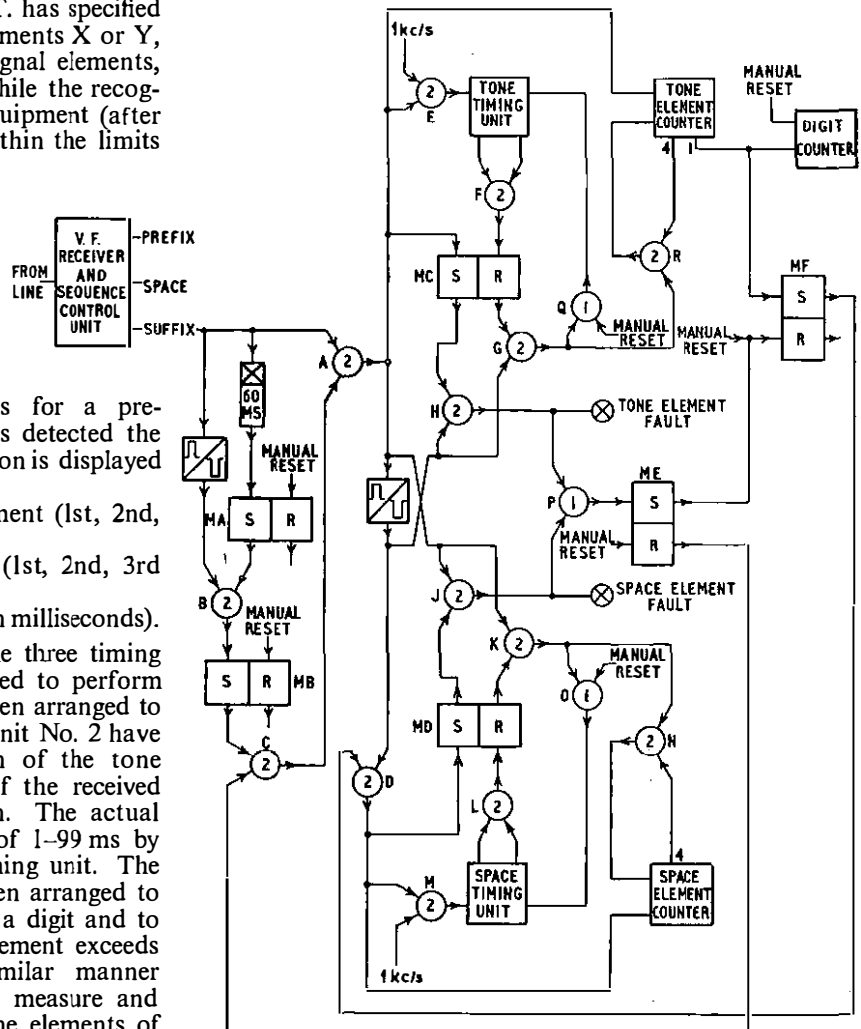 T. has specified
ments X or Y,
gnal elements,
hile the recog-
uipment (after
thin the limits
s for a pre-
s detected the
on is displayed
ment (1st, 2nd,
(1st, 2nd, 3rd
n milliseconds).
e three timing
ed to perform
en arranged to
nit No. 2 have
n of the tone
f the received
n. The actual
of 1–99 ms by
ning unit. The
en arranged to
a digit and to
ement exceeds
milar manner
measure and
ne elements of
V. F.
RECEIVER
AND
SEQUENCE
CONTROL
UNIT
FROM
LINE
PREFIX
SPACE
SUFFIX
60
MS
MANUAL
RESET
MA
S
R
B
2
MANUAL
RESET
S
R
MB
C
2
A
2
1kc/s
2
E
TONE
TIMING
UNIT
F
2
MC
S
R
G
2
H
2
Q
1
MANUAL
RESET
TONE
ELEMENT
COUNTER
4
1
2
R
MANUAL
RESET
DIGIT
COUNTER
MANUAL
RESET
MF
S
R
TONE ELEMENT
FAULT
P
1
ME
S
R
MANUAL
RESET
SPACE ELEMENT
FAULT
J
2
K
2
MANUAL
RESET
O
1
MD
S
R
2
D
L
2
M
2
SPACE
TIMING
UNIT
1kc/s
2
N
4
SPACE
ELEMENT
COUNTER